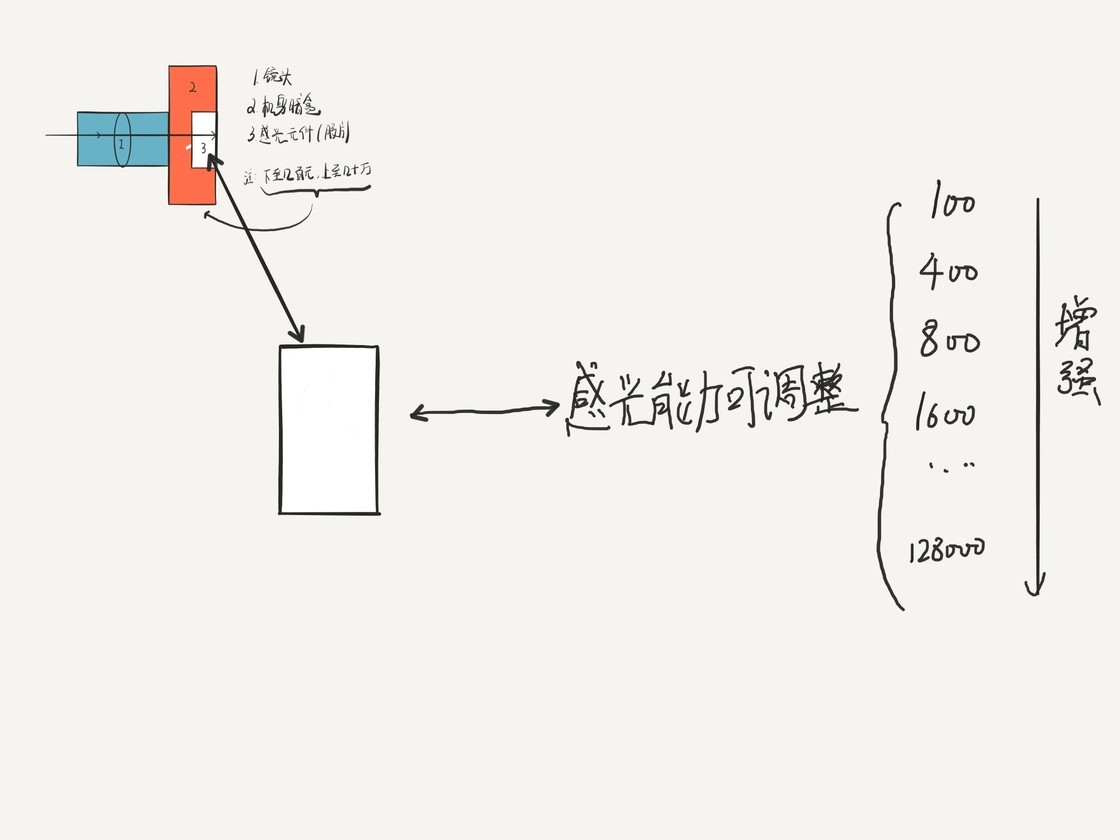 2
1
3
1.镜头
2.机身暗盒
3.感光元件(胶片)
注:下至几百元,上至几十万
感光能力可调整
100
400
800
1600
....
128000
增
强